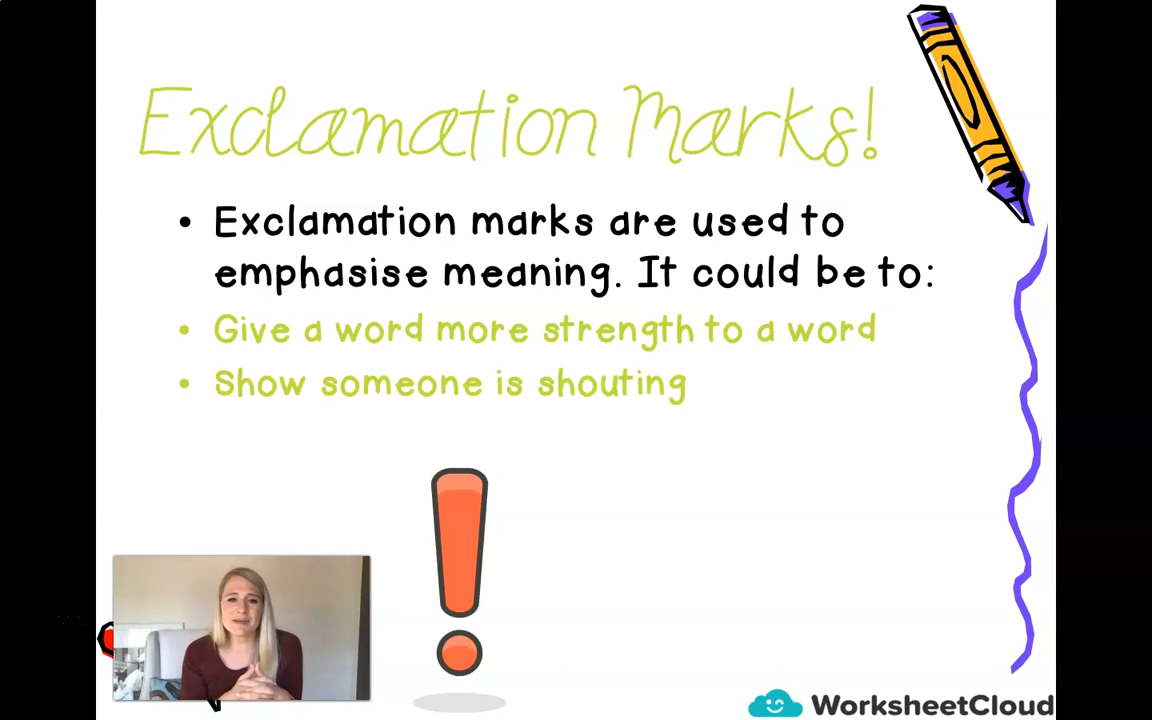 Exclamation Marks!
• Exclamation marks are used to
emphasise meaning. It could be to:
• Give a word more strength to a word
• Show someone is shouting
WorksheetCloud